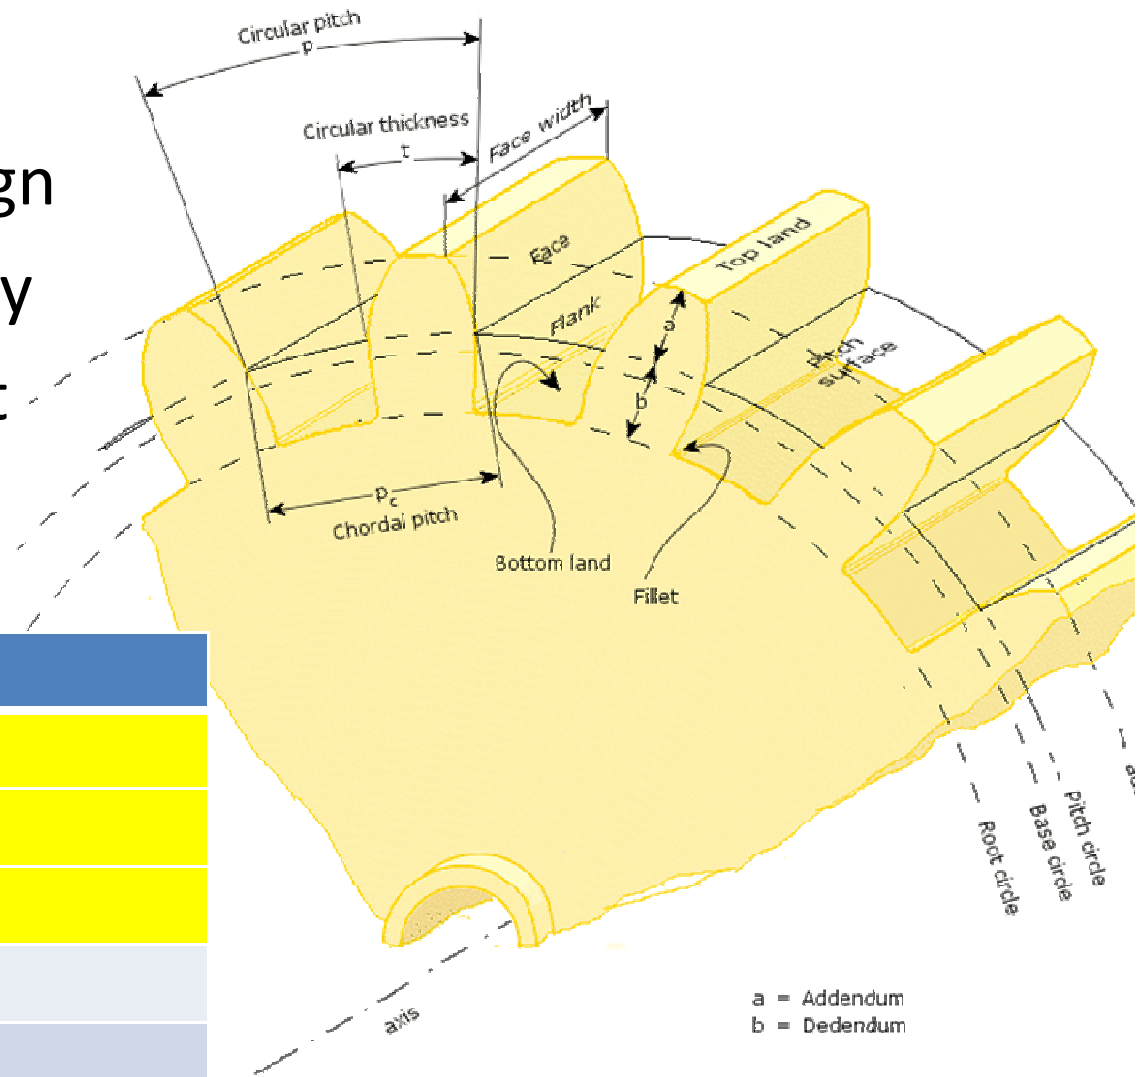 Circular pitch
p
Circular thickness
t
Face width
gn
y
t
Face
Top land
Flank
a
pitch
surface
b
Pc
Chordal pitch
Bottom land
Fillet
Pitch circle
Base circle
Root circle
a = Addendum
b = Dedendum
axis